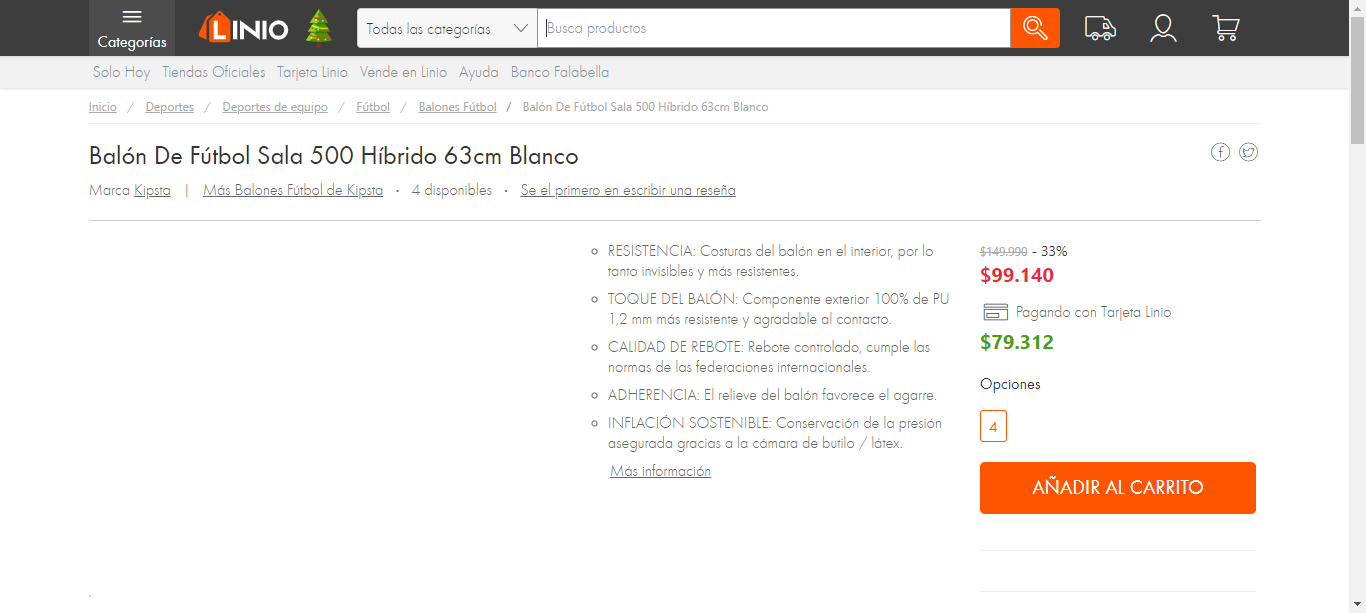 Categorías
LINIO
Todas las categorías
Busca productos
Solo Hoy Tiendas Oficiales Tarjeta Linio Vende en Linio Ayuda Banco Falabella
Inicio / Deportes / Deportes de equipo / Fútbol / Balones Fútbol / Balón De Fútbol Sala 500 Híbrido 63cm Blanco
Balón De Fútbol Sala 500 Híbrido 63cm Blanco
Marca Kipsta | Más Balones Fútbol de Kipsta · 4 disponibles · Se el primero en escribir una reseña
RESISTENCIA: Costuras del balón en el interior, por lo
tanto invisibles y más resistentes.
TOQUE DEL BALÓN: Componente exterior 100% de PU
1,2 mm más resistente y agradable al contacto.
CALIDAD DE REBOTE: Rebote controlado, cumple las
normas de las federaciones internacionales.
ADHERENCIA: El relieve del balón favorece el agarre.
INFLACIÓN SOSTENIBLE: Conservación de la presión
asegurada gracias a la cámara de butilo / látex.
Más información
$149.990 - 33%
$99.140
Pagando con Tarjeta Linio
$79.312
Opciones
4
AÑADIR AL CARRITO